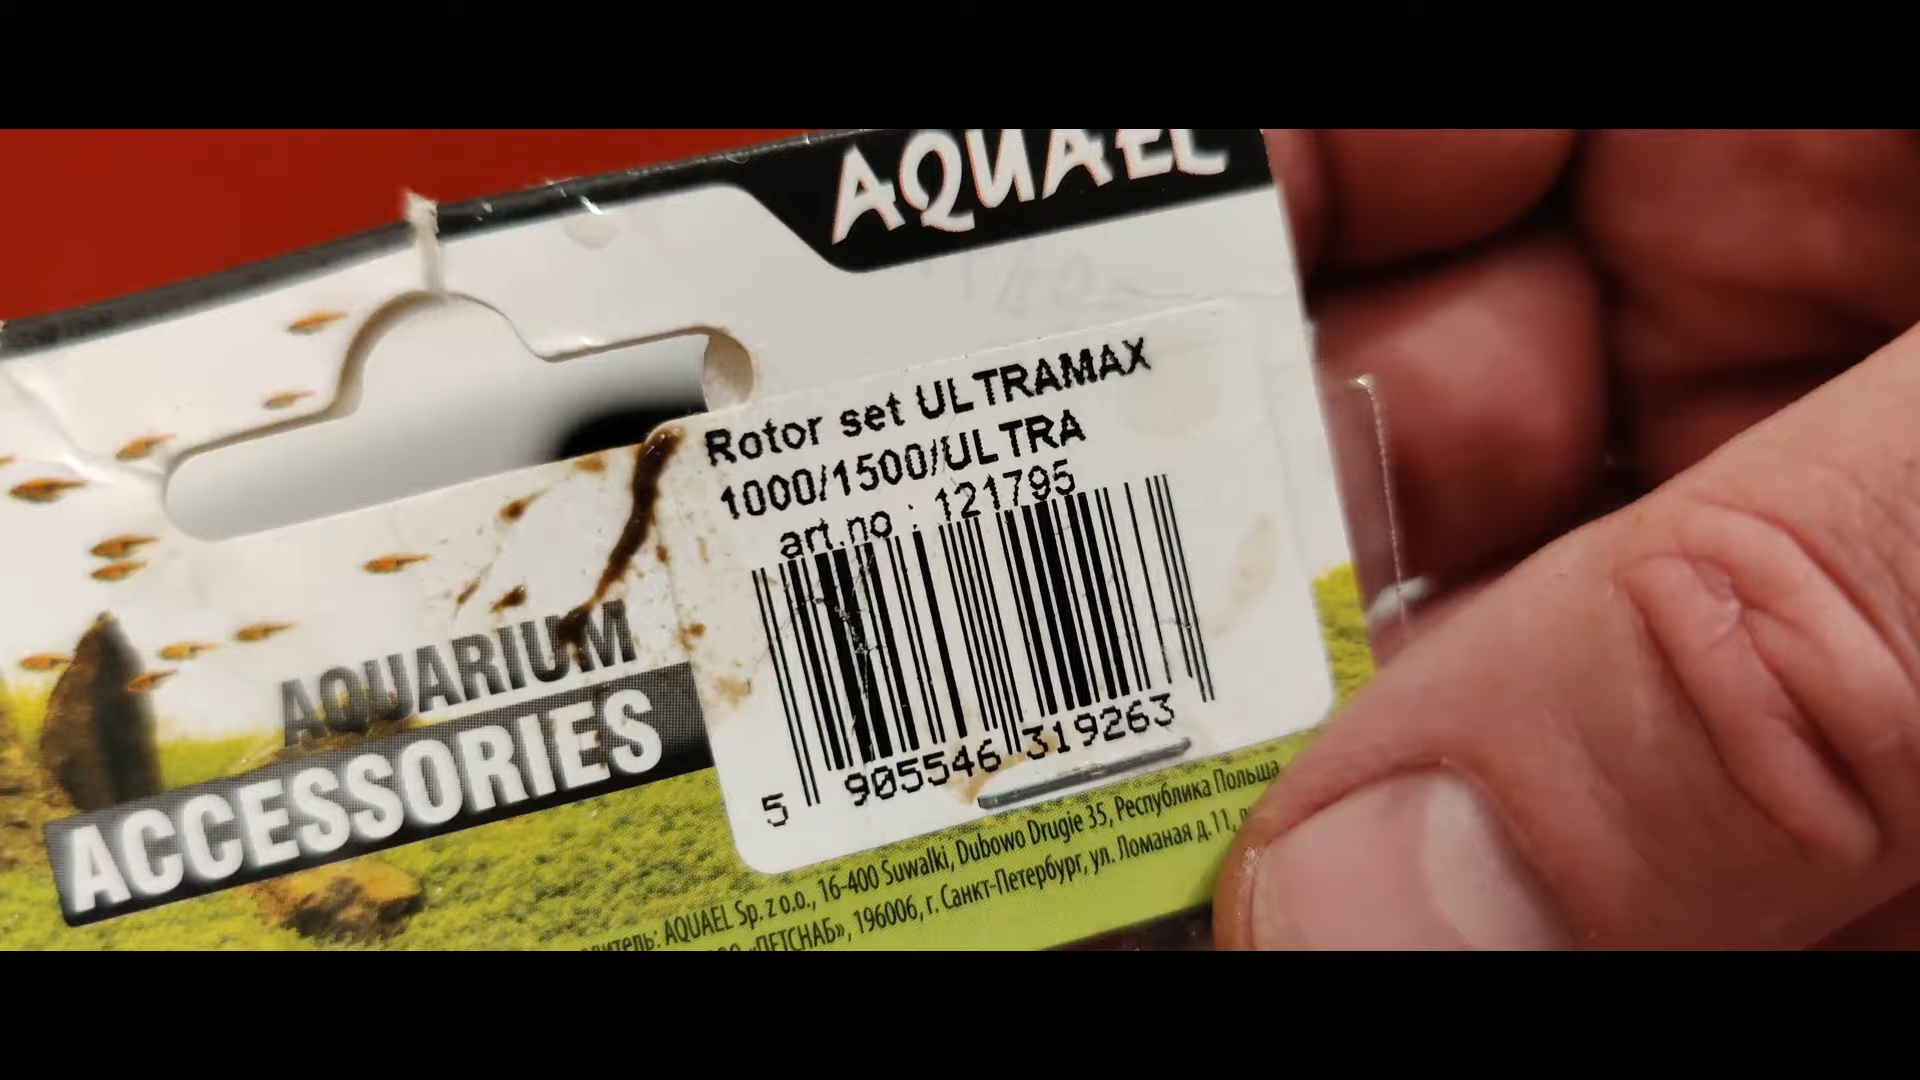 AQUAEL
Rotor set ULTRAMAX
1000/1500/ULTRA
art.no : 121795
5 905546 319263
AQUARIUM
ACCESSORIES
AQUAEL Sp. z o.o., 16-400 Suwalki, Dubowo Drugie 35, Республика Польша
«ПЕТСНАБ», 196006, г. Санкт-Петербург, ул. Ломаная д.11,